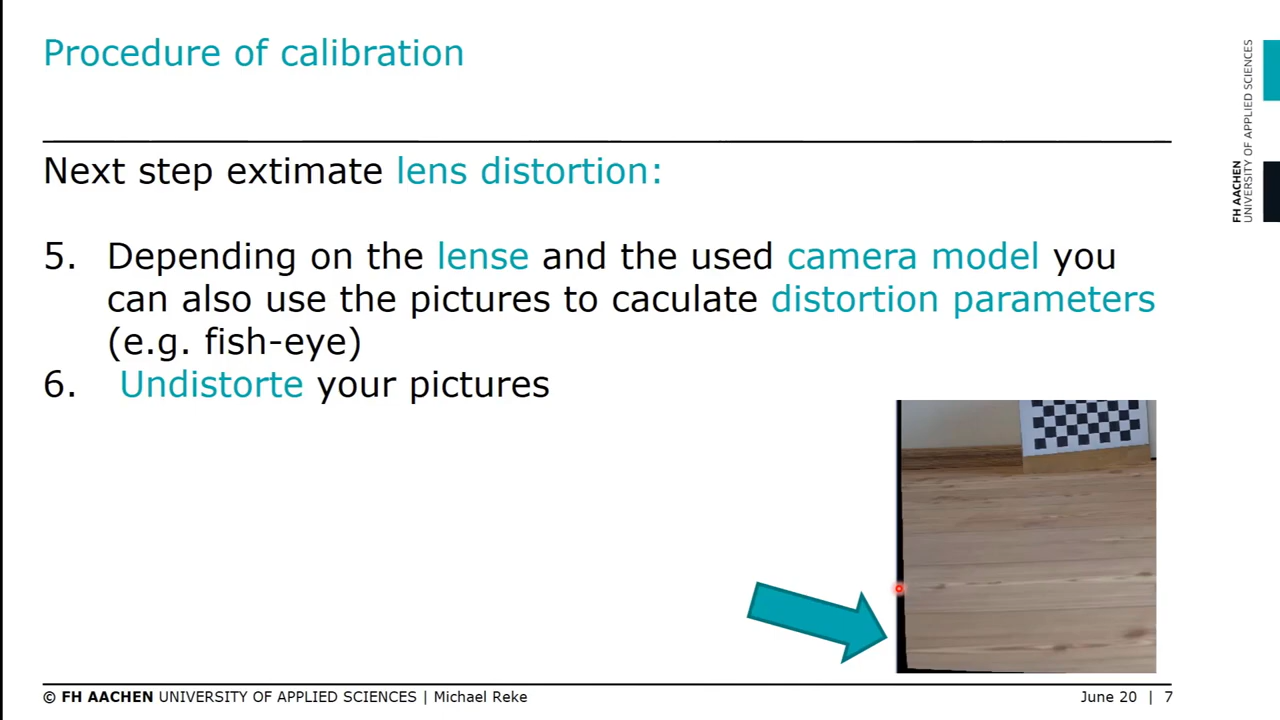 Procedure of calibration
FH AACHEN
UNIVERSITY OF APPLIED SCIENCES
Next step extimate lens distortion:
5. Depending on the lense and the used camera model you
can also use the pictures to caculate distortion parameters
(e.g. fish-eye)
6. Undistorte your pictures
© FH AACHEN UNIVERSITY OF APPLIED SCIENCES | Michael Reke
June 20 | 7